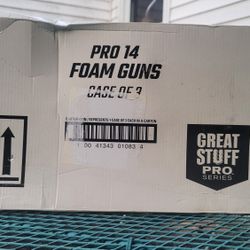 PRO 14
FOAM GUNS
CASE OF 3
1 00 41343 01083 4
GREAT
STUFF
PRO
SERIES